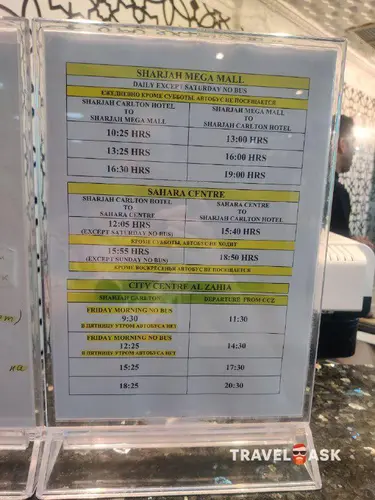 SHARJAH MEGA MALL
DAILY EXCEPT SATURDAY NO BUS
ЕЖЕДНЕВНО КРОМЕ СУББОТЫ АВТОБУС НЕ ПОСЕЩАЕТСЯ
SHARJAH CARLTON HOTEL TO SHARJAH MEGA MALL
SHARJAH MEGA MALL TO SHARJAH CARLTON HOTEL
10:25 HRS 13:00 HRS
13:25 HRS 16:00 HRS
16:30 HRS 19:00 HRS
SAHARA CENTRE
SHARJAH CARLTON HOTEL TO SAHARA CENTRE
SAHARA CENTRE TO SHARJAH CARLTON HOTEL
12:05 HRS 15:40 HRS
(EXCEPT SATURDAY NO BUS)
КРОМЕ СУББОТЫ, АВТОБУС НЕ ХОДИТ
15:55 HRS 18:50 HRS
(EXCEPT SUNDAY NO BUS)
КРОМЕ ВОСКРЕСЕНЬЯ АВТОБУС НЕ ПОСЕЩАЕТСЯ
CITY CENTRE AL ZAHIA
SHARJAH CARLTON DEPARTURE FROM CCZ
FRIDAY MORNING NO BUS
9:30 11:30
В ПЯТНИЦУ УТРОМ АВТОБУСА НЕТ
FRIDAY MORNING NO BUS
12:25 14:30
В ПЯТНИЦУ УТРОМ АВТОБУСА НЕТ
15:25 17:30
18:25 20:30
TRAVEL ASK